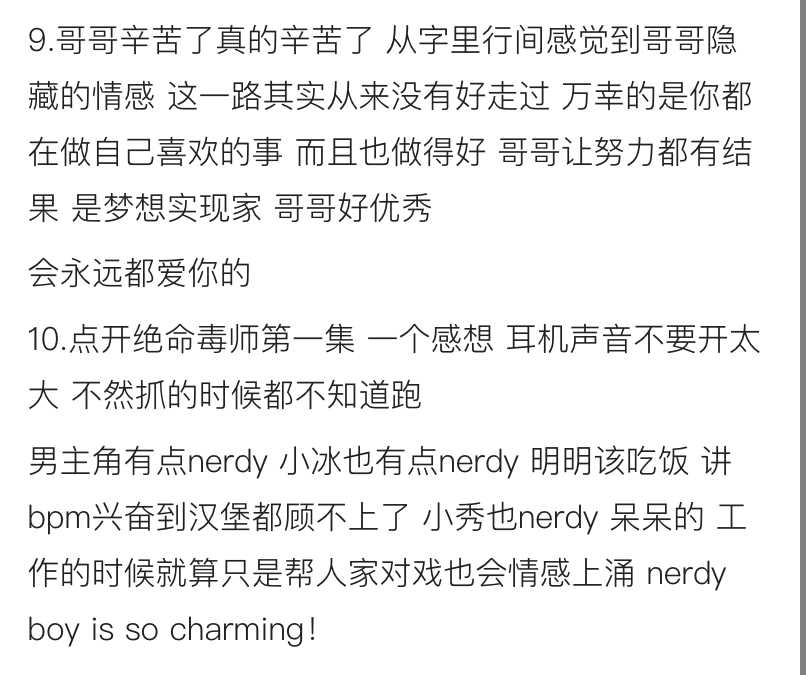 9.哥哥辛苦了真的辛苦了 从字里行间感觉到哥哥隐
藏的情感 这一路其实从来没有好走过 万幸的是你都
在做自己喜欢的事 而且也做得好 哥哥让努力都有结
果 是梦想实现家 哥哥好优秀
会永远都爱你的
10.点开绝命毒师第一集 一个感想 耳机声音不要开太
大 不然抓的时候都不知道跑
男主角有点nerdy 小冰也有点nerdy 明明该吃饭 讲
bpm兴奋到汉堡都顾不上了 小秀也nerdy 呆呆的 工
作的时候就算只是帮人家对戏也会情感上涌 nerdy
boy is so charming！